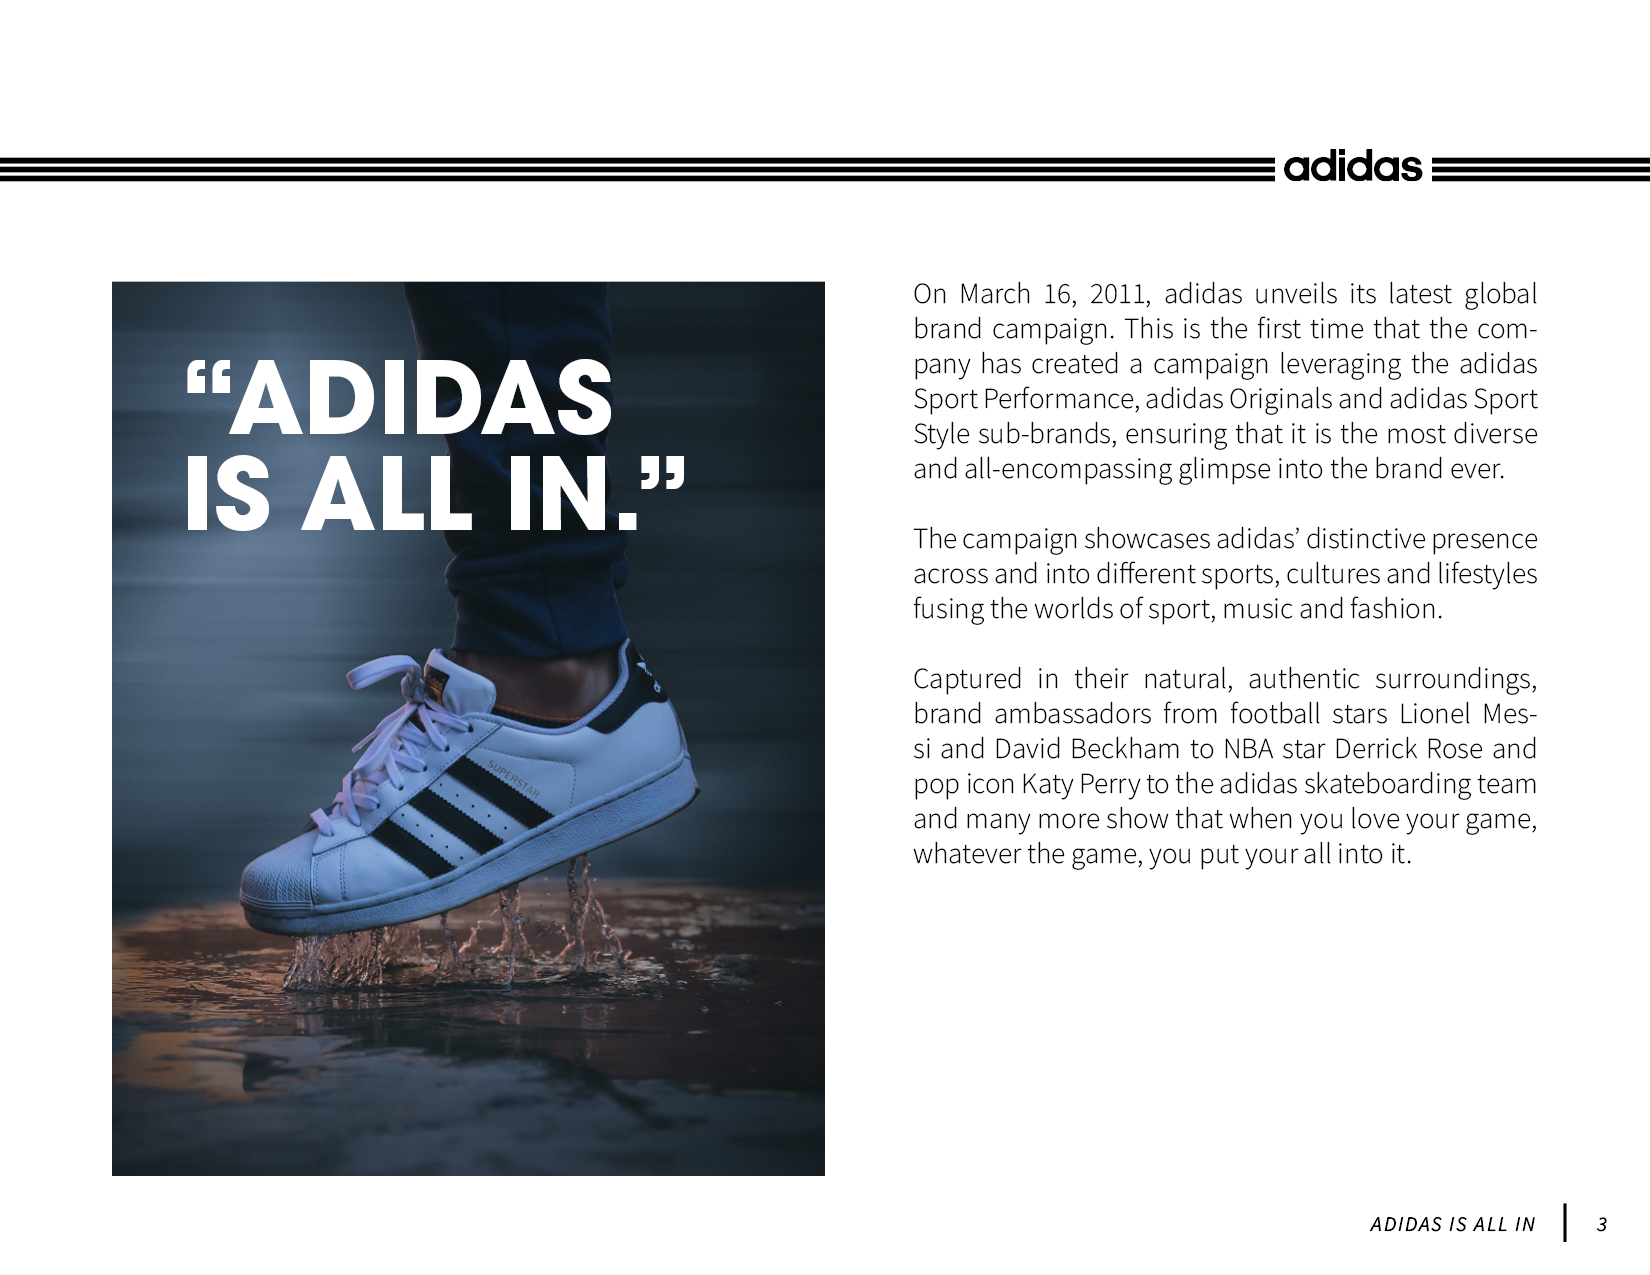 adidas
“ADIDAS
IS ALL IN.”
SUPERSTAR
On March 16, 2011, adidas unveils its latest global
brand campaign. This is the first time that the com-
pany has created a campaign leveraging the adidas
Sport Performance, adidas Originals and adidas Sport
Style sub-brands, ensuring that it is the most diverse
and all-encompassing glimpse into the brand ever.
The campaign showcases adidas’ distinctive presence
across and into different sports, cultures and lifestyles
fusing the worlds of sport, music and fashion.
Captured in their natural, authentic surroundings,
brand ambassadors from football stars Lionel Mes-
si and David Beckham to NBA star Derrick Rose and
pop icon Katy Perry to the adidas skateboarding team
and many more show that when you love your game,
whatever the game, you put your all into it.
ADIDAS IS ALL IN
3